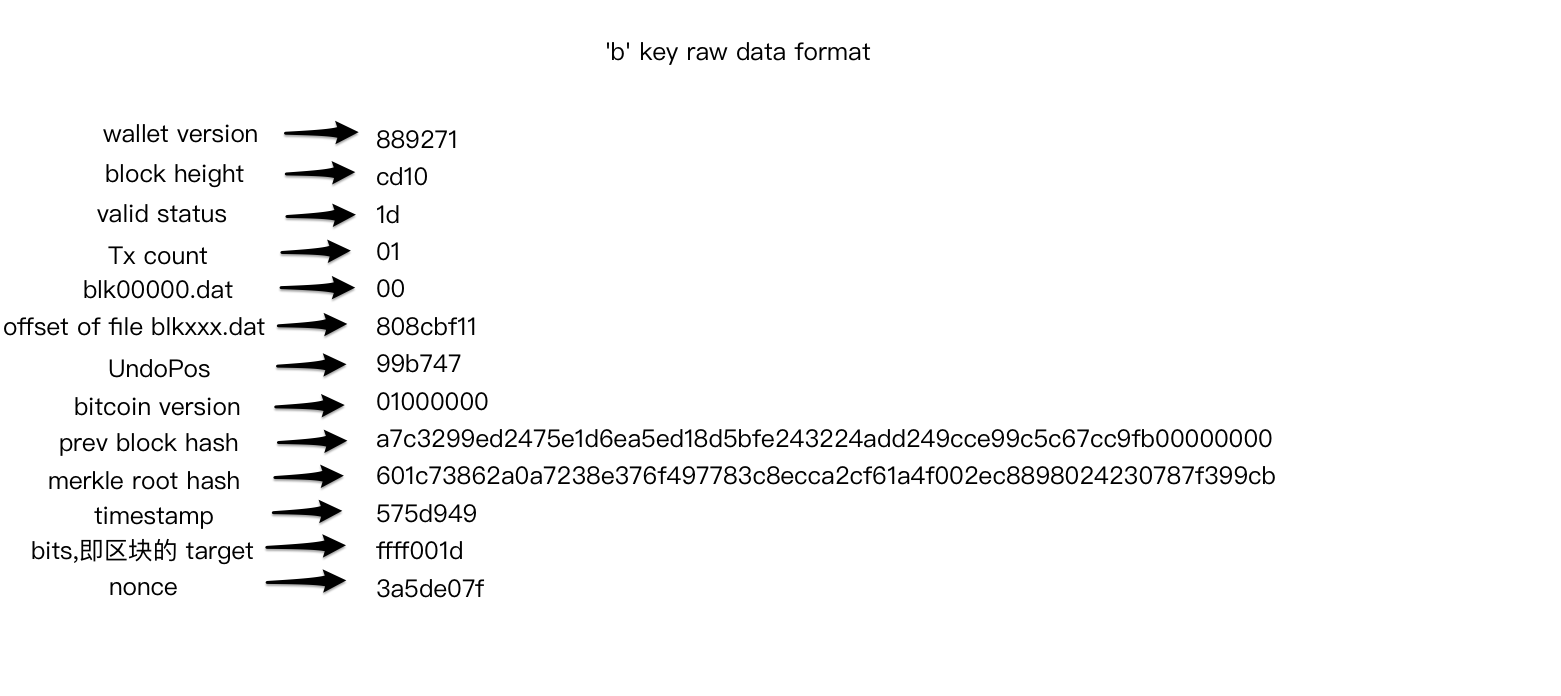 'b' key raw data format
wallet version 889271
block height cd10
valid status 1d
Tx count 01
blk00000.dat 00
offset of file blkxxx.dat 808cbf11
UndoPos 99b747
bitcoin version 01000000
prev block hash a7c3299ed2475e1d6ea5ed18d5bfe243224add249cce99c5c67cc9fb00000000
merkle root hash 601c73862a0a7238e376f497783c8ecca2cf61a4f002ec8898024230787f399cb
timestamp 575d949
bits,即区块的 target ffff001d
nonce 3a5de07f